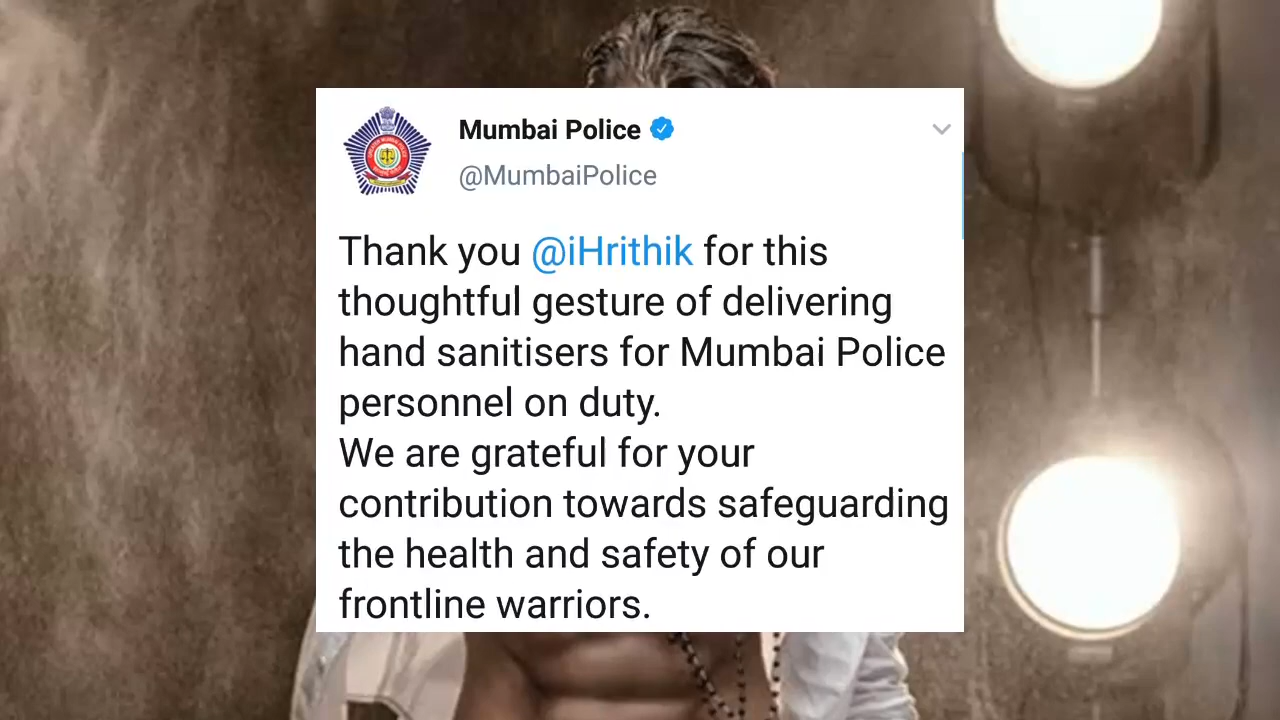 Mumbai Police
@MumbaiPolice
Thank you @iHrithik for this
thoughtful gesture of delivering
hand sanitisers for Mumbai Police
personnel on duty.
We are grateful for your
contribution towards safeguarding
the health and safety of our
frontline warriors.